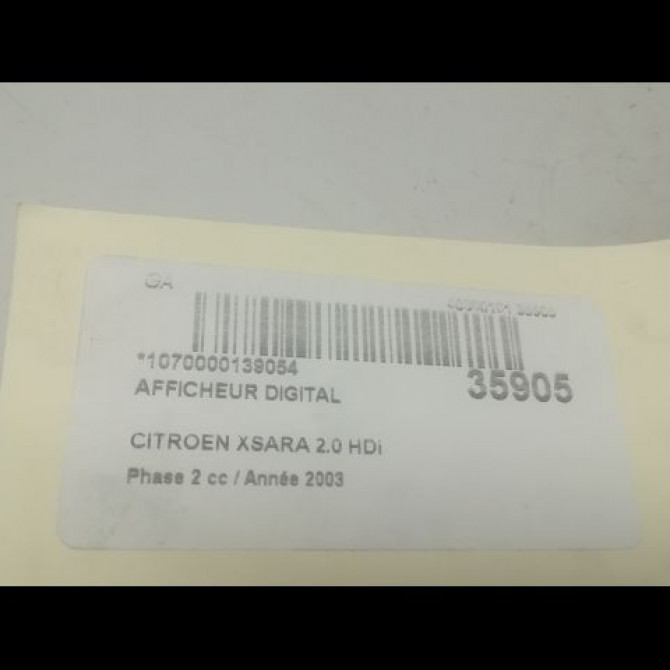 GA
*1070000139054
35905
AFFICHEUR DIGITAL
CITROEN XSARA 2.0 HDi
Phase 2 cc / Année 2003